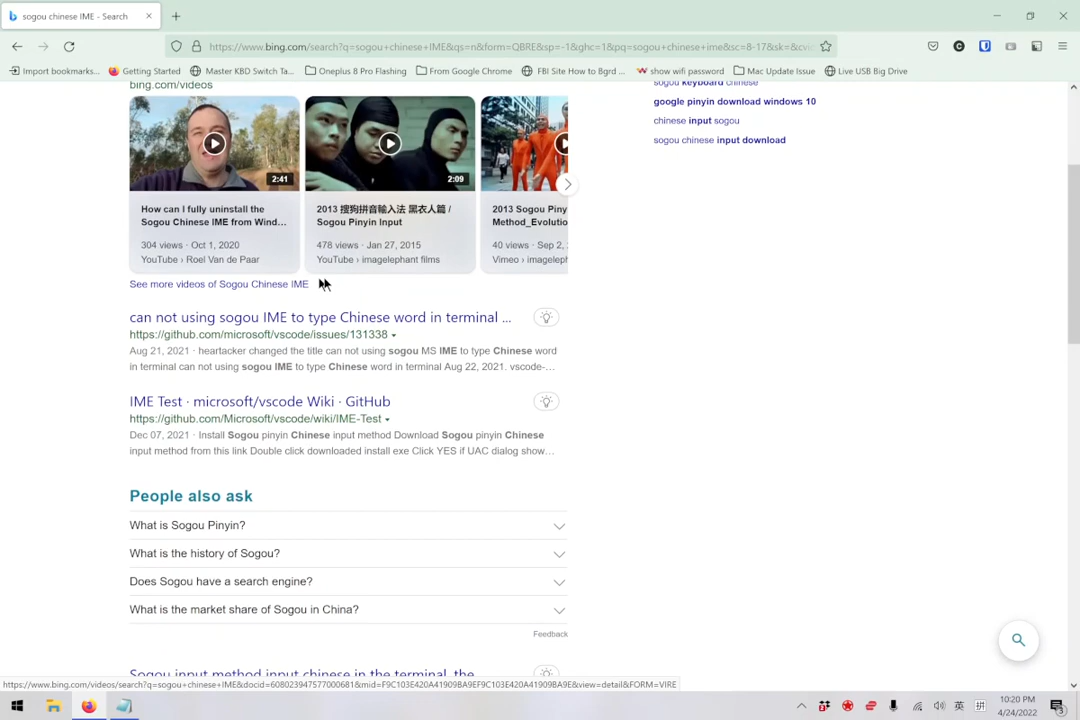 sogou chinese IME - Search
https://www.bing.com/search?q=sogou+chinese+IME&qs=n&form=QBRE&sp=-1&ghc=1&pq=sogou+chinese+ime&sc=8-17&sk=&cvi
Import bookmarks... Getting Started Master KBD Switch Ta... Oneplus 8 Pro Flashing From Google Chrome FBI Site How to Bgrd ... show wifi password Mac Update Issue Live USB Big Drive
bing.com/videos
sogou keyboard chinese
google pinyin download windows 10
chinese input sogou
sogou chinese input download
2:41
2:09
How can I fully uninstall the
Sogou Chinese IME from Wind...
304 views · Oct 1, 2020
YouTube › Roel Van de Paar
2013 搜狗拼音輸入法 黑衣人篇 /
Sogou Pinyin Input
478 views · Jan 27, 2015
YouTube › imagelephant films
2013 Sogou Pin
Method_Evolutio
40 views · Sep 2,
Vimeo › imageleph
See more videos of Sogou Chinese IME
can not using sogou IME to type Chinese word in terminal ...
https://github.com/microsoft/vscode/issues/131338
Aug 21, 2021 · heartacker changed the title can not using sogou MS IME to type Chinese word
in terminal can not using sogou IME to type Chinese word in terminal Aug 22, 2021. vscode-...
IME Test · microsoft/vscode Wiki · GitHub
https://github.com/Microsoft/vscode/wiki/IME-Test
Dec 07, 2021 · Install Sogou pinyin Chinese input method Download Sogou pinyin Chinese
input method from this link Double click downloaded install exe Click YES if UAC dialog show...
People also ask
What is Sogou Pinyin?
What is the history of Sogou?
Does Sogou have a search engine?
What is the market share of Sogou in China?
Feedback
Sogou input method input chinese in the terminal, the
https://www.bing.com/videos/search?q=sogou+chinese+IME&docid=608023947577000681&mid=F9C103E420A41909BA9EF9C103E420A41909BA9E&view=detail&FORM=VIRE
英 拼
10:20 PM
4/24/2022
3